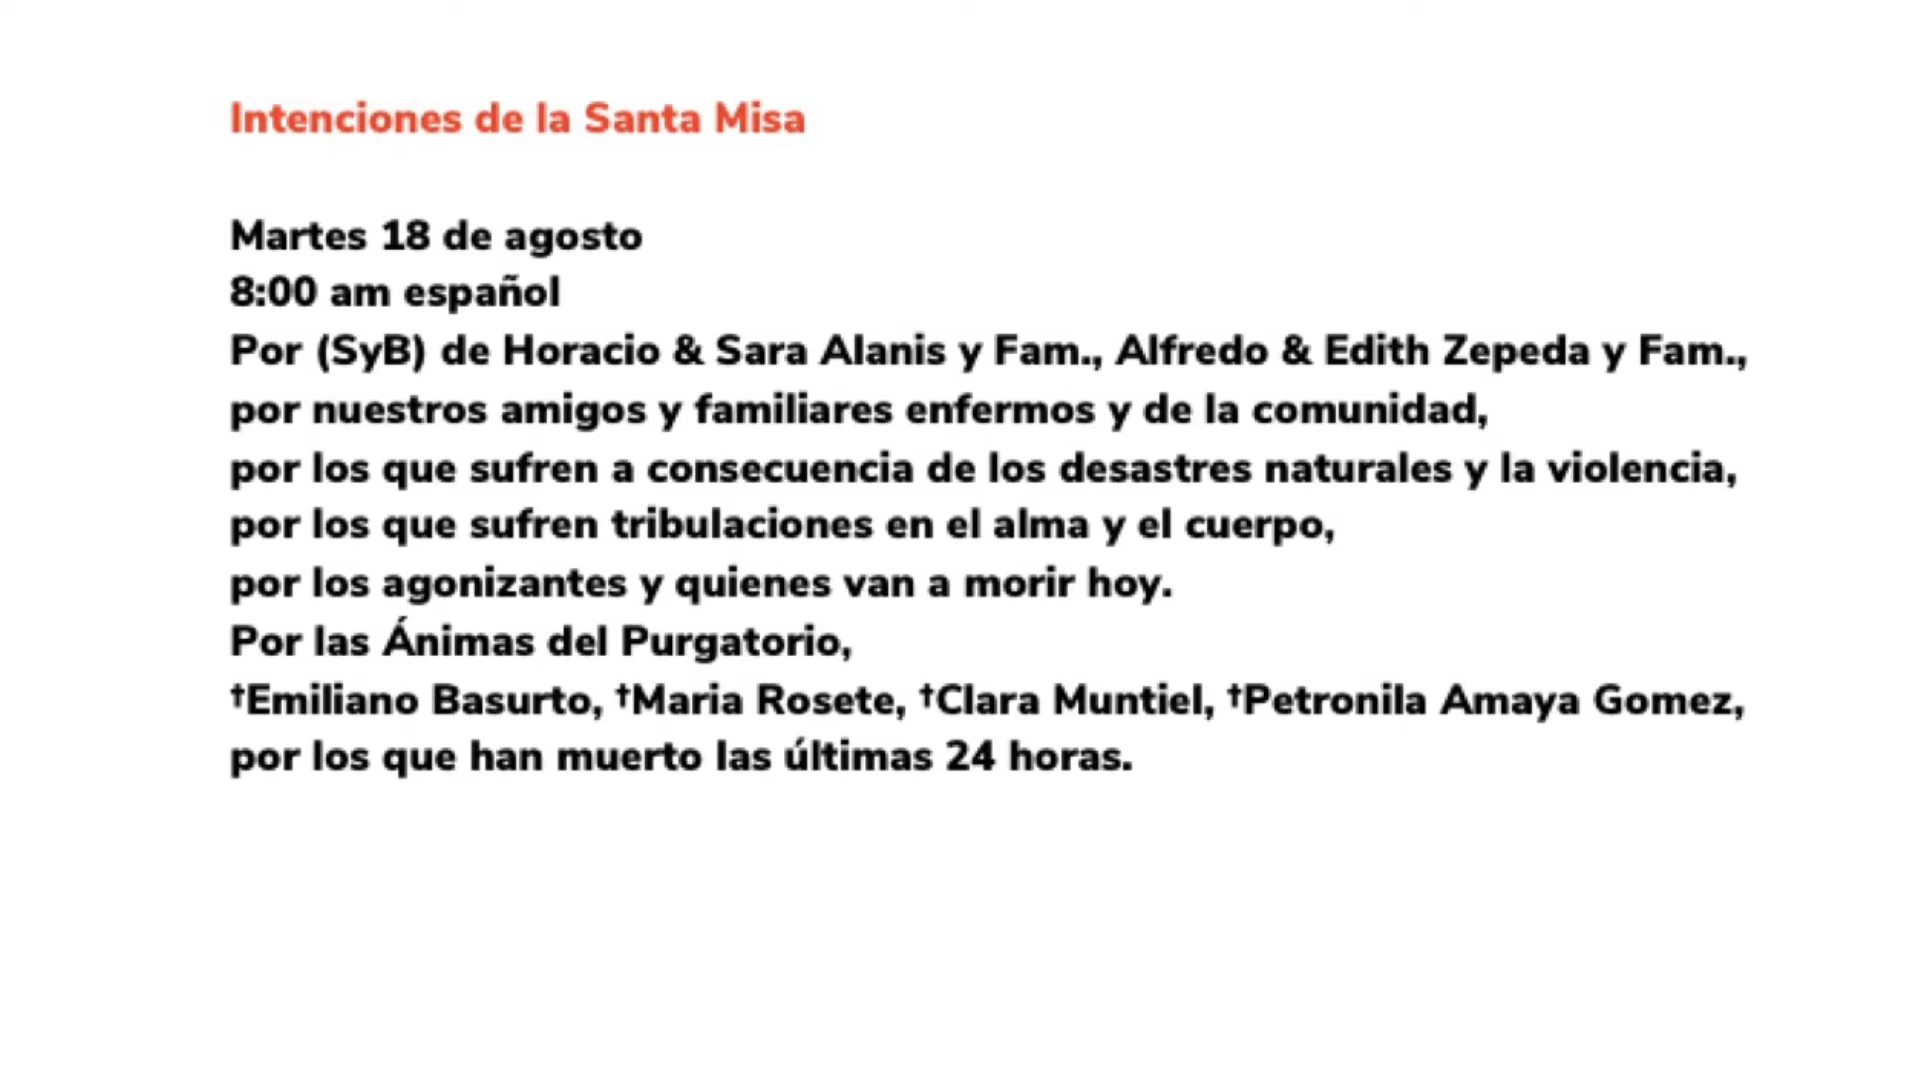 Intenciones de la Santa Misa
Martes 18 de agosto
8:00 am español
Por (SyB) de Horacio & Sara Alanis y Fam., Alfredo & Edith Zepeda y Fam.,
por nuestros amigos y familiares enfermos y de la comunidad,
por los que sufren a consecuencia de los desastres naturales y la violencia,
por los que sufren tribulaciones en el alma y el cuerpo,
por los agonizantes y quienes van a morir hoy.
Por las Ánimas del Purgatorio,
†Emiliano Basurto, †Maria Rosete, †Clara Muntiel, †Petronila Amaya Gomez,
por los que han muerto las últimas 24 horas.